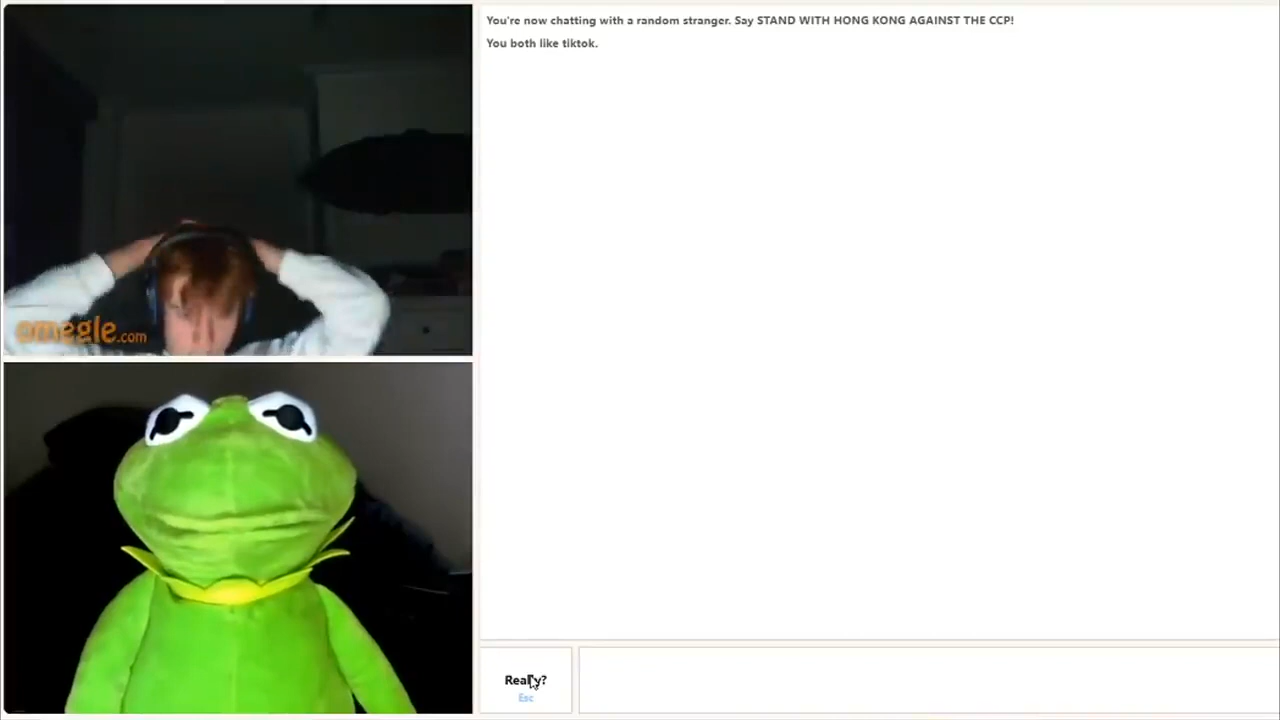 You're now chatting with a random stranger. Say STAND WITH HONG KONG AGAINST THE CCP!
You both like tiktok.
omegle.com
Really?
Esc